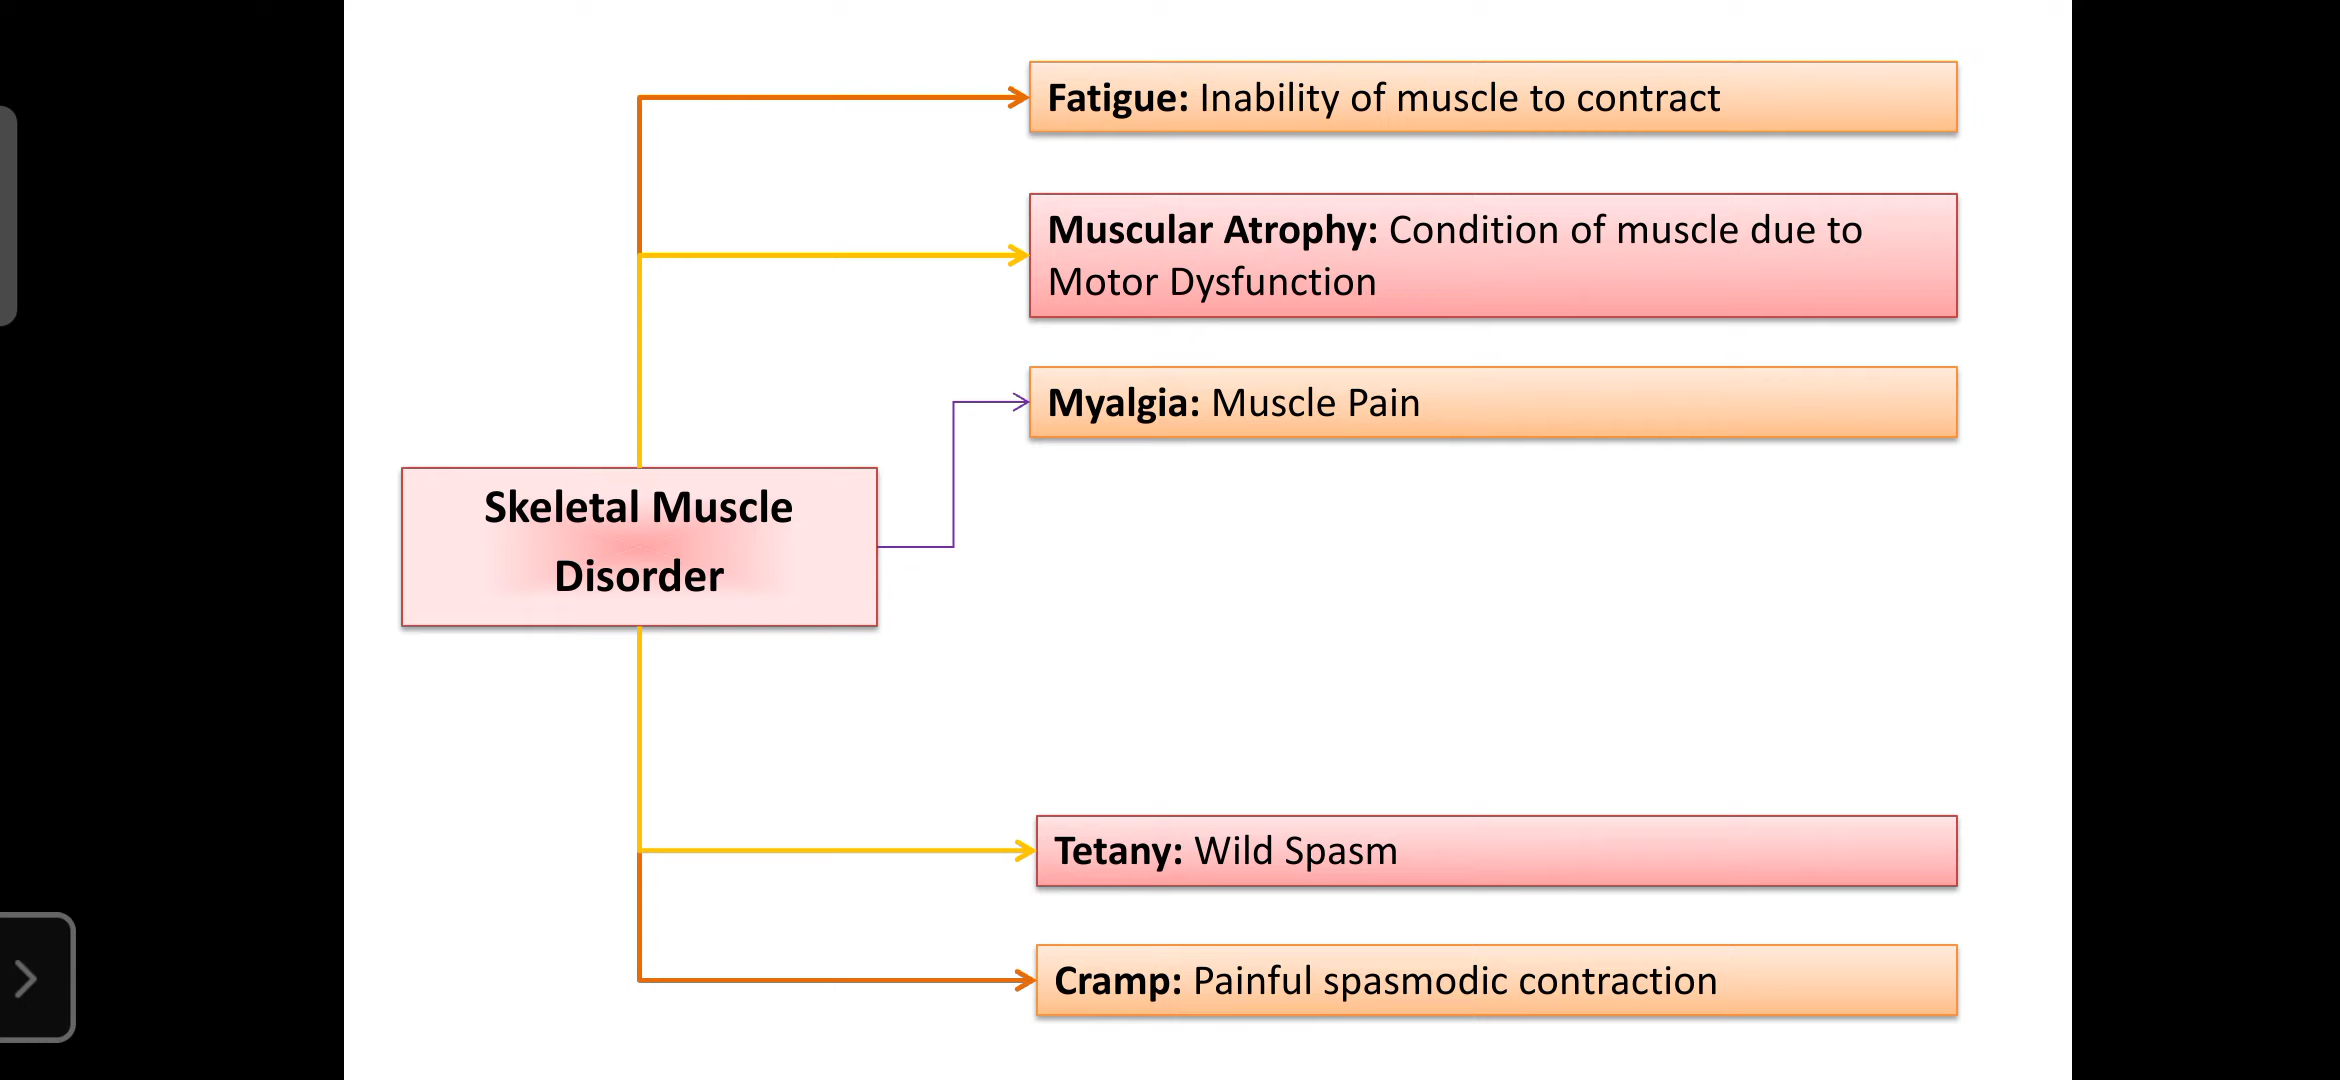 Fatigue: Inability of muscle to contract
Muscular Atrophy: Condition of muscle due to
Motor Dysfunction
Myalgia: Muscle Pain
Skeletal Muscle
Disorder
Tetany: Wild Spasm
Cramp: Painful spasmodic contraction